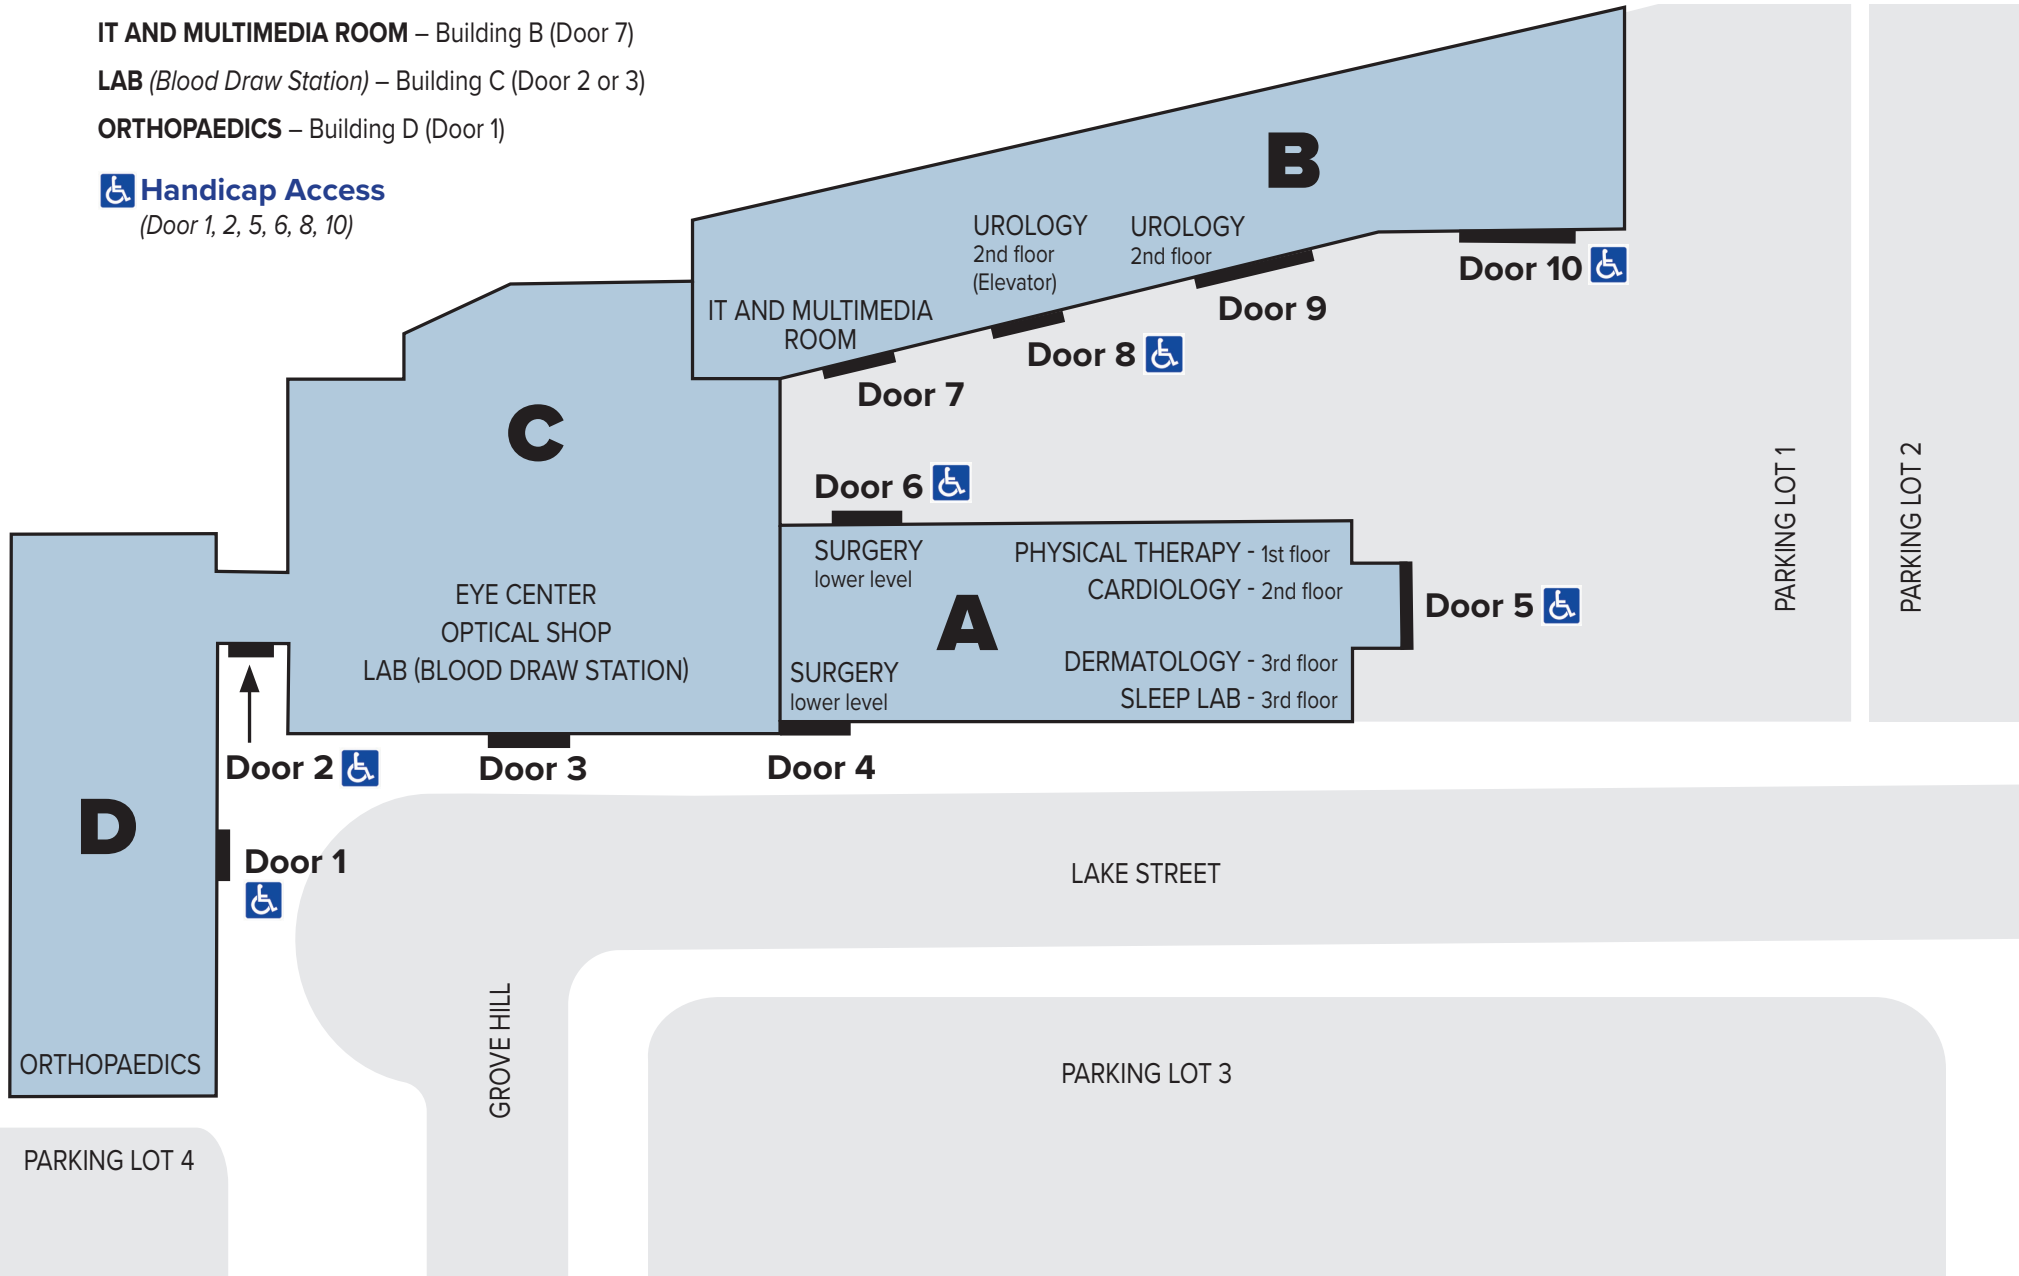 IT AND MULTIMEDIA ROOM – Building B (Door 7)
LAB (Blood Draw Station) – Building C (Door 2 or 3)
ORTHOPAEDICS – Building D (Door 1)
Handicap Access
(Door 1, 2, 5, 6, 8, 10)
B
UROLOGY
2nd floor
(Elevator)
UROLOGY
2nd floor
Door 10
Door 9
IT AND MULTIMEDIA
ROOM
Door 8
Door 7
C
Door 6
PARKING LOT 1
PARKING LOT 2
SURGERY
lower level
PHYSICAL THERAPY - 1st floor
CARDIOLOGY - 2nd floor
A
Door 5
EYE CENTER
OPTICAL SHOP
LAB (BLOOD DRAW STATION)
SURGERY
lower level
DERMATOLOGY - 3rd floor
SLEEP LAB - 3rd floor
Door 2
Door 3
Door 4
D
Door 1
LAKE STREET
ORTHOPAEDICS
GROVE HILL
PARKING LOT 3
PARKING LOT 4